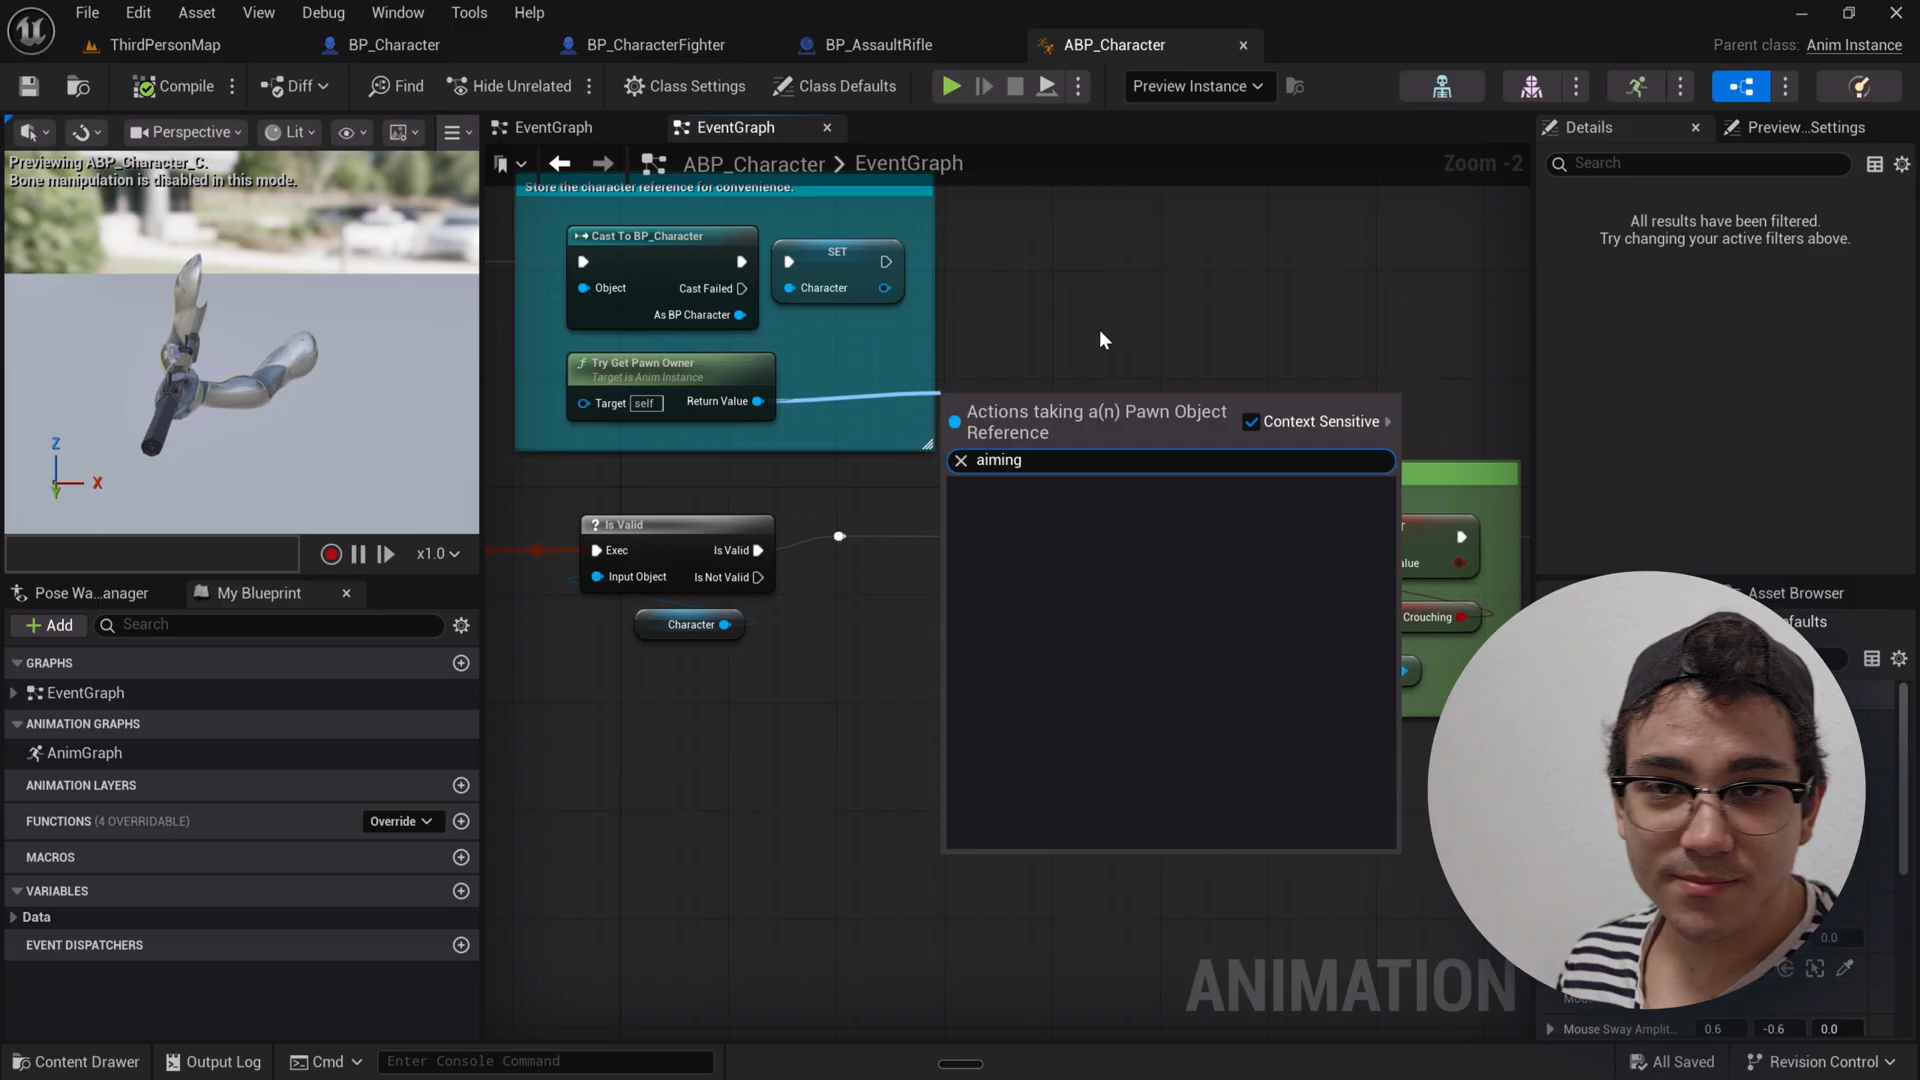 File Edit Asset View Debug Window Tools Help
ThirdPersonMap BP_Character BP_CharacterFighter BP_AssaultRifle ABP_Character Parent class: Anim Instance
Compile Diff Find Hide Unrelated Class Settings Class Defaults Preview Instance
Perspective Lit EventGraph EventGraph Details Preview...Settings
Previewing ABP_Character_C.
Bone manipulation is disabled in this mode.
ABP_Character EventGraph Zoom -2 Search
Store the character reference for convenience.
All results have been filtered.
Try changing your active filters above.
Cast To BP_Character SET
Object Cast Failed Character
As BP Character
Try Get Pawn Owner
Target is Anim Instance
Target self Return Value
Actions taking a(n) Pawn Object
Reference Context Sensitive
aiming
Z
X
Y
Is Valid
Exec Is Valid
Input Object Is Not Valid
Character
Crouching
x1.0
Pose Wa...anager My Blueprint Asset Browser
Add Search
GRAPHS
EventGraph
ANIMATION GRAPHS
AnimGraph
ANIMATION LAYERS
FUNCTIONS (4 OVERRIDABLE) Override
MACROS
VARIABLES
Data
EVENT DISPATCHERS
0.0
ANIMATION
Mouse Sway Amplit... 0.6 -0.6 0.0
Content Drawer Output Log Cmd Enter Console Command All Saved Revision Control